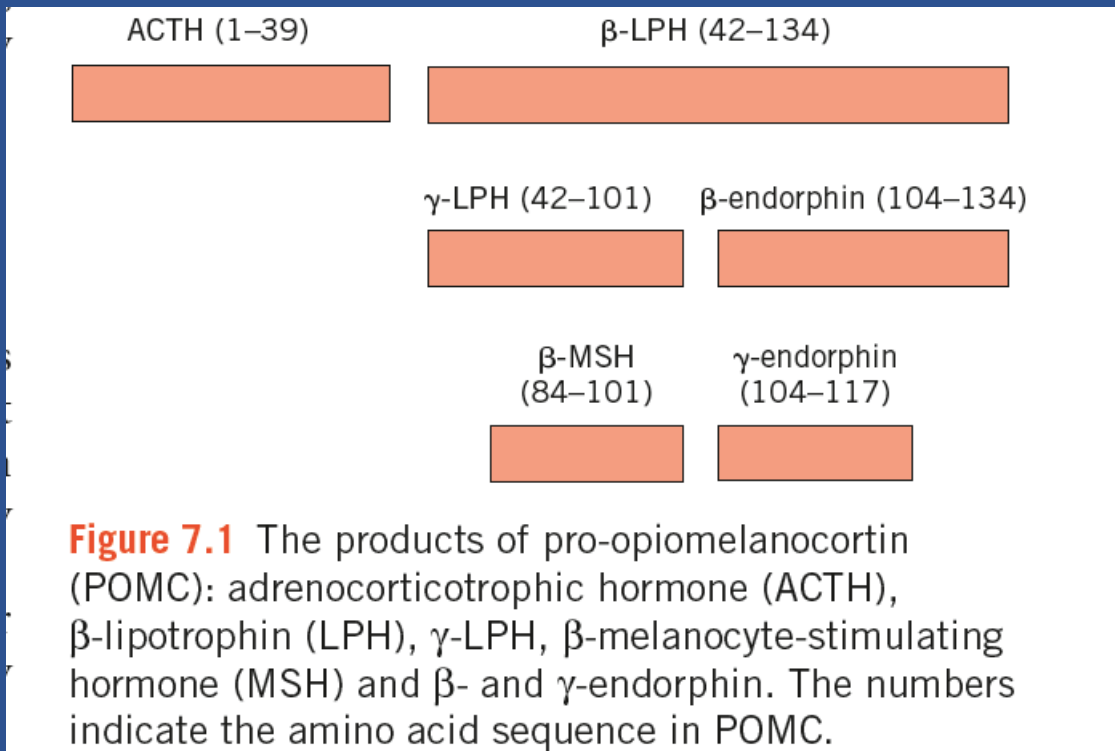 ACTH (1–39)
β-LPH (42–134)
γ-LPH (42–101)
β-endorphin (104–134)
β-MSH
(84–101)
γ-endorphin
(104–117)
Figure 7.1 The products of pro-opiomelanocortin
(POMC): adrenocorticotrophic hormone (ACTH),
β-lipotrophin (LPH), γ-LPH, β-melanocyte-stimulating
hormone (MSH) and β- and γ-endorphin. The numbers
indicate the amino acid sequence in POMC.